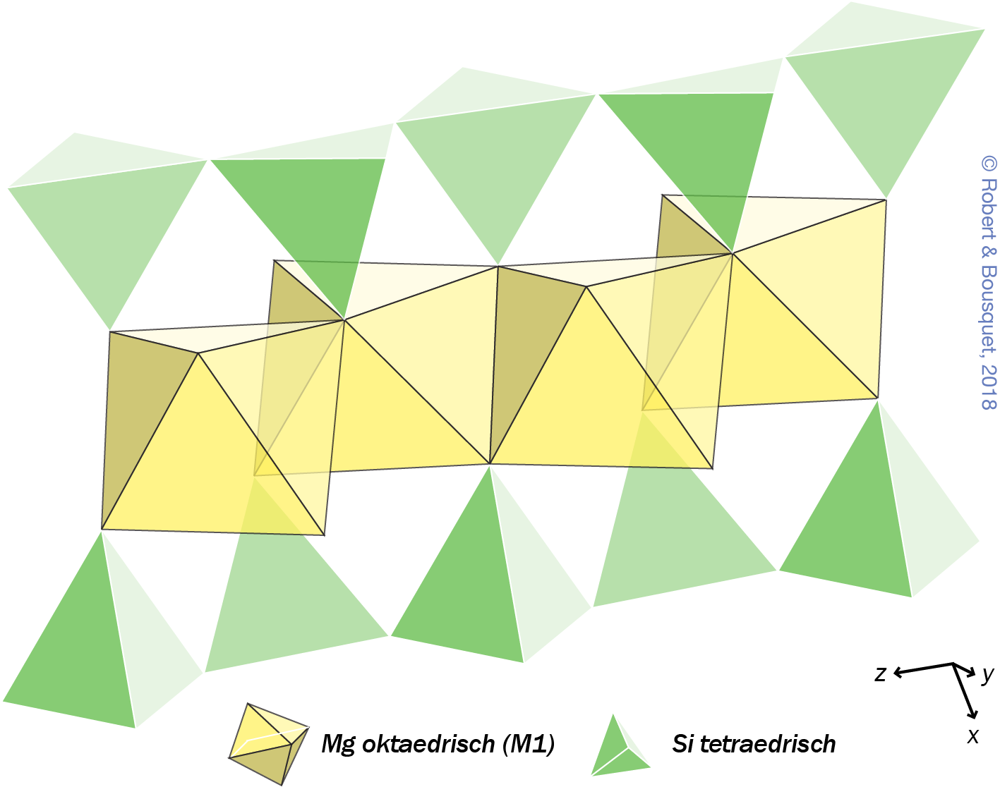 © Robert & Bousquet, 2018
z
y
x
Mg oktaedrisch (M1)
Si tetraedrisch